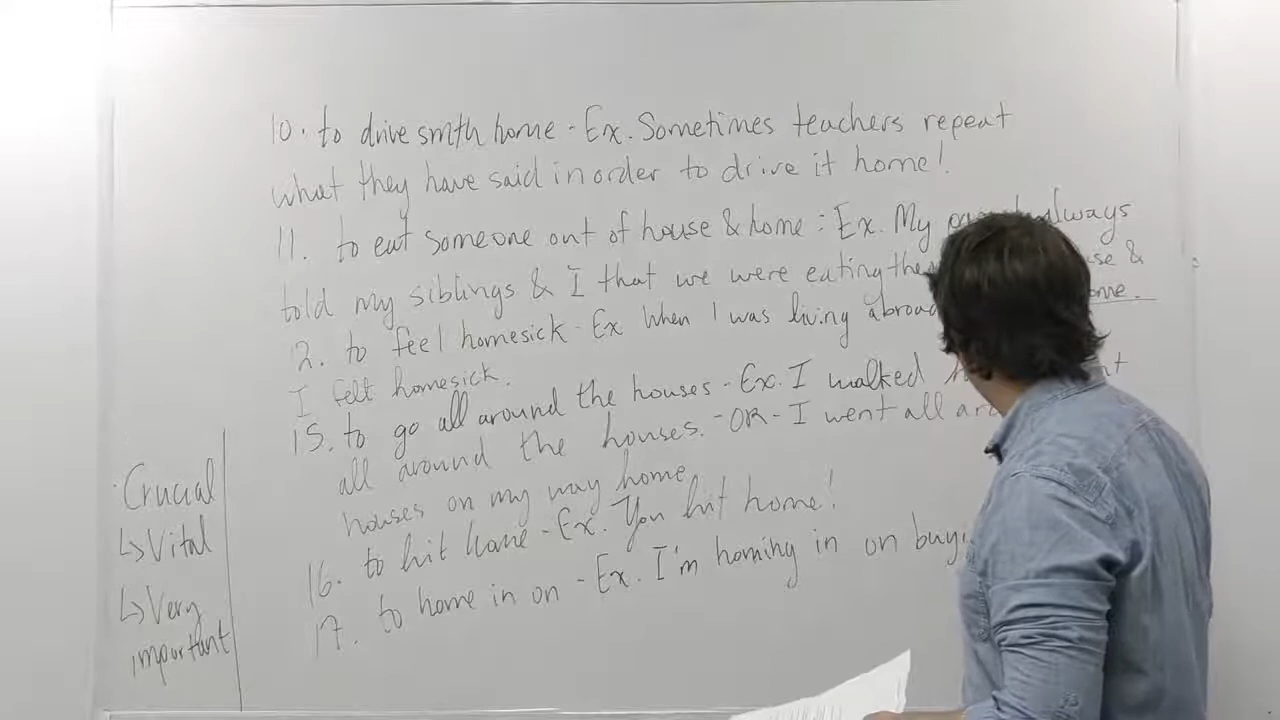 10. to drive smth home - Ex. Sometimes teachers repeat
what they have said in order to drive it home!
11. to eat someone out of house & home : Ex. My always
told my siblings & I that we were eating &
12. to feel homesick - Ex When I was living abroad
I felt homesick.
15. to go all around the houses - Ex. I walked
all around the houses. - OR - I went all
houses on my way home
16. to hit home - Ex. You hit home!
17. to home in on - Ex. I'm homing in on
Crucial
↳ Vital
↳ Very
important